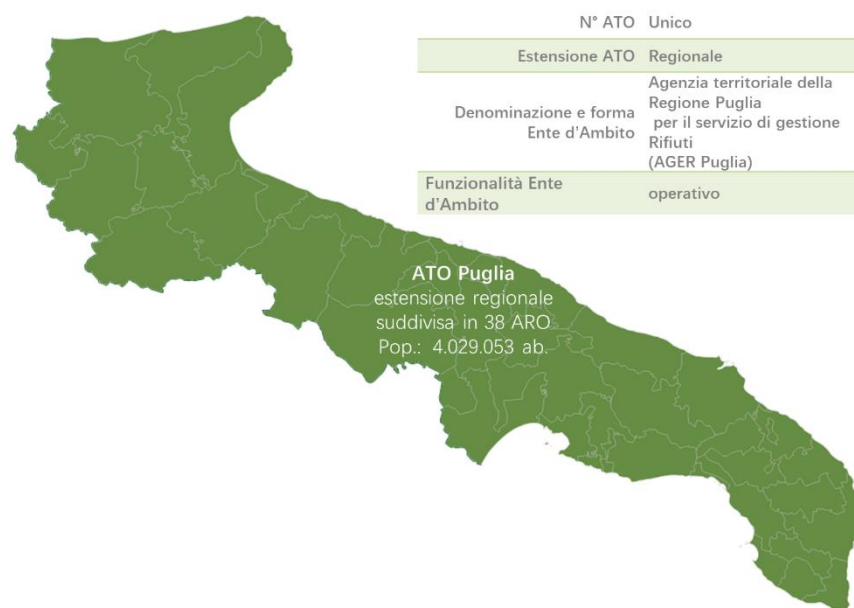 N° ATO Unico
Estensione ATO Regionale
Denominazione e forma
Ente d'Ambito
Agenzia territoriale della
Regione Puglia
per il servizio di gestione
Rifiuti
(AGER Puglia)
Funzionalità Ente
d'Ambito
operativo
ATO Puglia
estensione regionale
suddivisa in 38 ARO
Pop.: 4.029.053 ab.